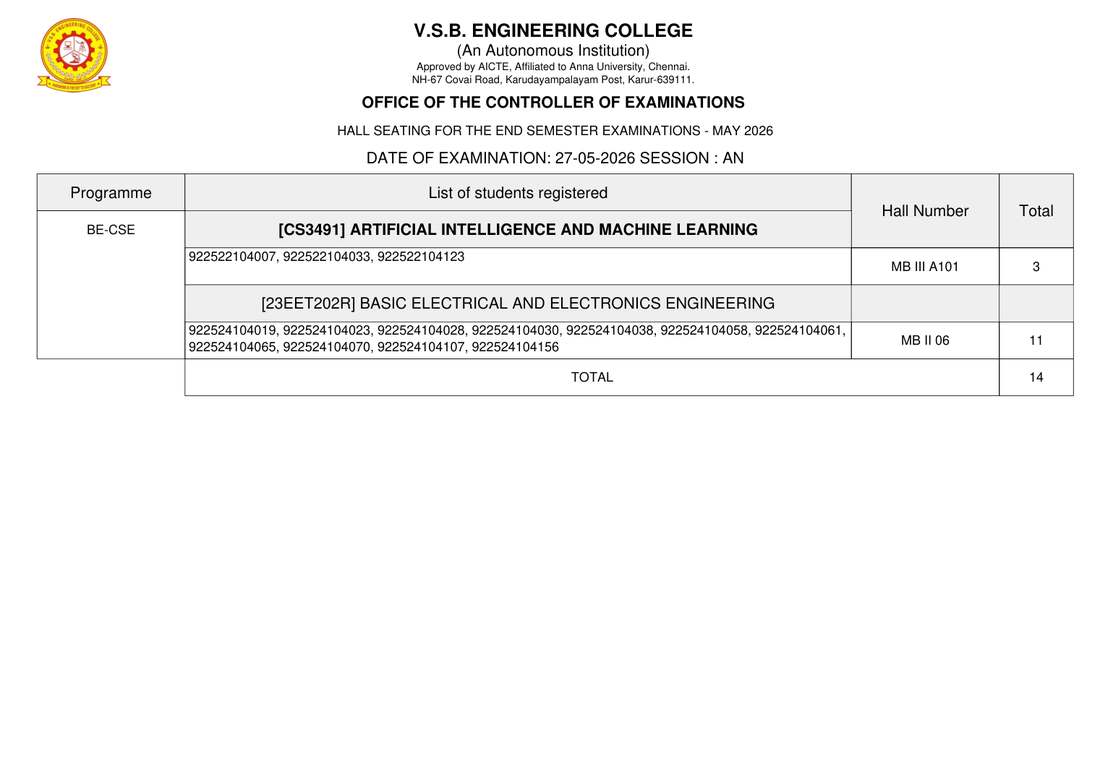 V.S.B. ENGINEERING COLLEGE
(An Autonomous Institution)
Approved by AICTE, Affiliated to Anna University, Chennai.
NH-67 Covai Road, Karudayampalayam Post, Karur-639111.
OFFICE OF THE CONTROLLER OF EXAMINATIONS
HALL SEATING FOR THE END SEMESTER EXAMINATIONS - MAY 2026
DATE OF EXAMINATION: 27-05-2026 SESSION : AN
Programme
List of students registered
Hall Number
Total
BE-CSE
[CS3491] ARTIFICIAL INTELLIGENCE AND MACHINE LEARNING
922522104007, 922522104033, 922522104123
MB III A101
3
[23EET202R] BASIC ELECTRICAL AND ELECTRONICS ENGINEERING
922524104019, 922524104023, 922524104028, 922524104030, 922524104038, 922524104058, 922524104061,
922524104065, 922524104070, 922524104107, 922524104156
MB II 06
11
TOTAL
14